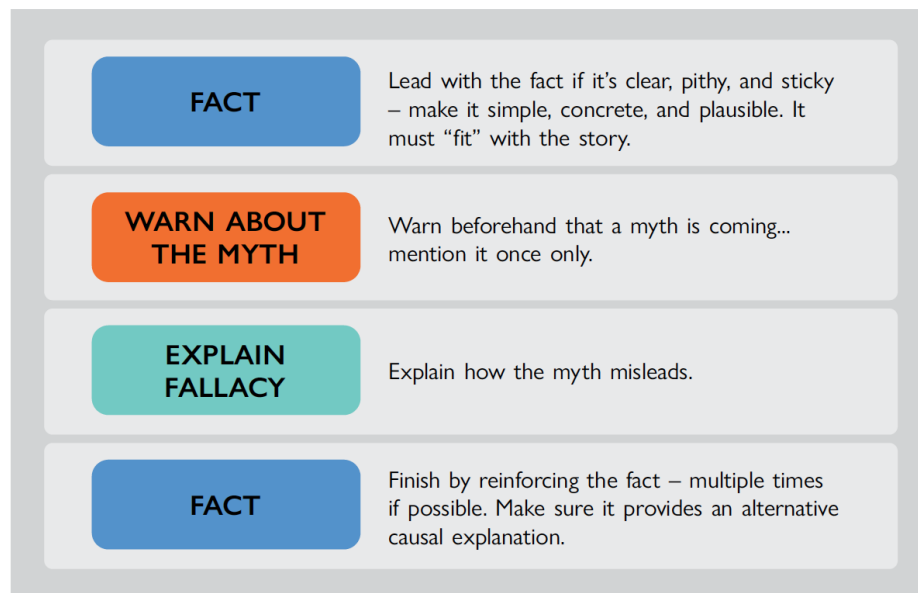 FACT
Lead with the fact if it’s clear, pithy, and sticky
– make it simple, concrete, and plausible. It
must “fit” with the story.
WARN ABOUT
THE MYTH
Warn beforehand that a myth is coming...
mention it once only.
EXPLAIN
FALLACY
Explain how the myth misleads.
FACT
Finish by reinforcing the fact – multiple times
if possible. Make sure it provides an alternative
causal explanation.